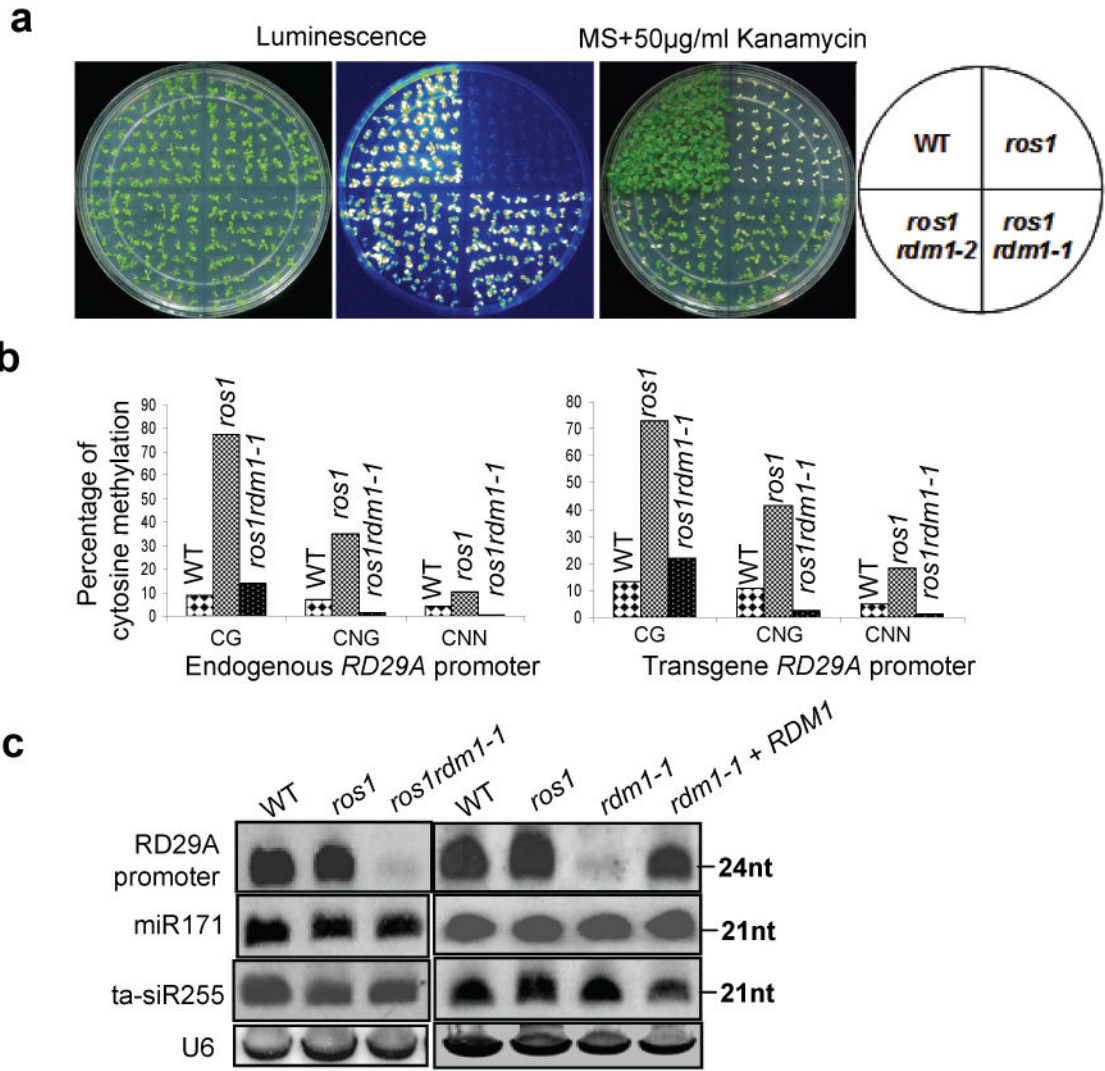 a
Luminescence
MS+50µg/ml Kanamycin
WT
ros1
ros1
rdm1-2
ros1
rdm1-1
b
Percentage of
cytosine methylation
90
80
70
60
50
40
30
20
10
0
WT
ros1
ros1rdm1-1
WT
ros1
ros1rdm1-1
WT
ros1
ros1rdm1-1
CG
CNG
CNN
Endogenous RD29A promoter
80
70
60
50
40
30
20
10
0
WT
ros1
ros1rdm1-1
WT
ros1
ros1rdm1-1
WT
ros1
ros1rdm1-1
CG
CNG
CNN
Transgene RD29A promoter
c
WT
ros1
ros1rdm1-1
WT
ros1
rdm1-1
rdm1-1 + RDM1
RD29A
promoter
24nt
miR171
21nt
ta-siR255
21nt
U6